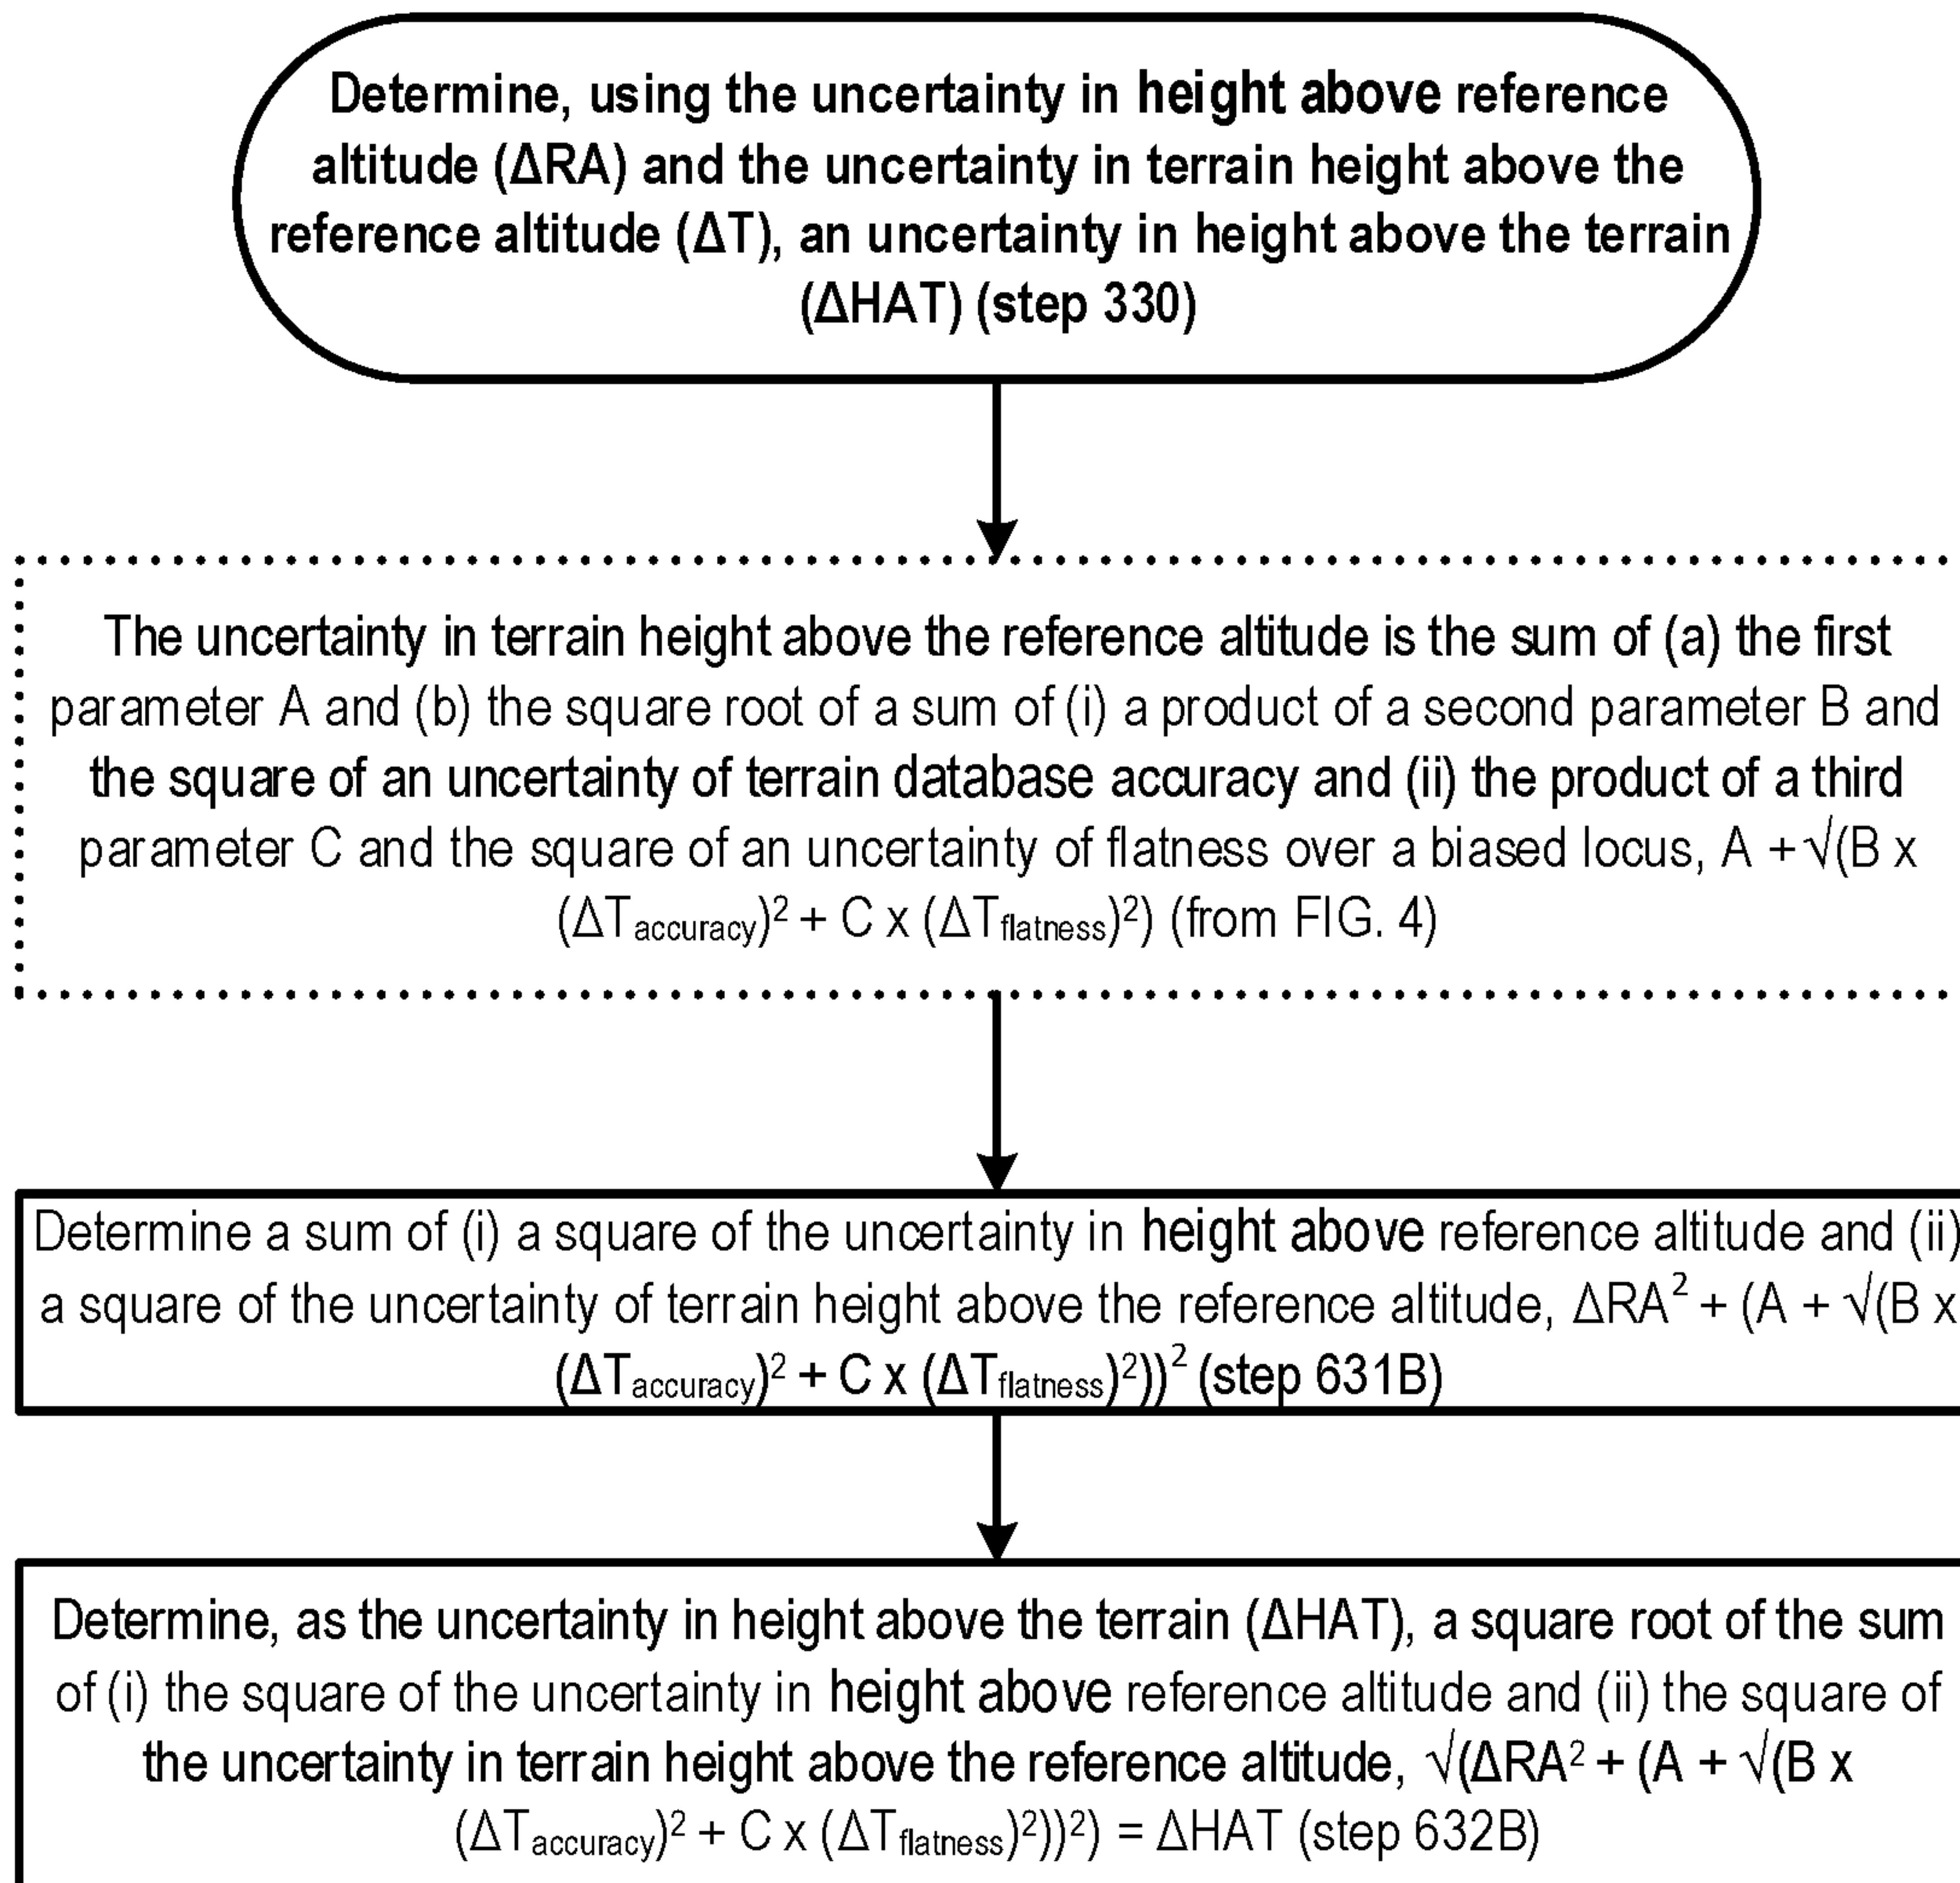 Determine, using the uncertainty in height above reference
altitude (ΔRA) and the uncertainty in terrain height above the
reference altitude (ΔT), an uncertainty in height above the terrain
(ΔHAT) (step 330)
The uncertainty in terrain height above the reference altitude is the sum of (a) the first
parameter A and (b) the square root of a sum of (i) a product of a second parameter B and
the square of an uncertainty of terrain database accuracy and (ii) the product of a third
parameter C and the square of an uncertainty of flatness over a biased locus, A + √(B x
(ΔTaccuracy)² + C x (ΔTflatness)²) (from FIG. 4)
Determine a sum of (i) a square of the uncertainty in height above reference altitude and (ii)
a square of the uncertainty of terrain height above the reference altitude, ΔRA² + (A + √(B x
(ΔTaccuracy)² + C x (ΔTflatness)²))² (step 631B)
Determine, as the uncertainty in height above the terrain (ΔHAT), a square root of the sum
of (i) the square of the uncertainty in height above reference altitude and (ii) the square of
the uncertainty in terrain height above the reference altitude, √(ΔRA² + (A + √(B x
(ΔTaccuracy)² + C x (ΔTflatness)²))²) = ΔHAT (step 632B)